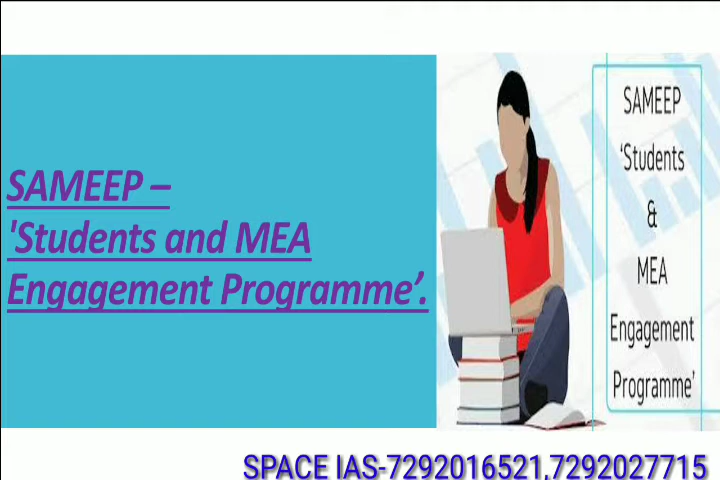 SAMEEP –
'Students and MEA
Engagement Programme’.
SAMEEP
‘Students
&
MEA
Engagement
Programme’
SPACE IAS-7292016521,7292027715